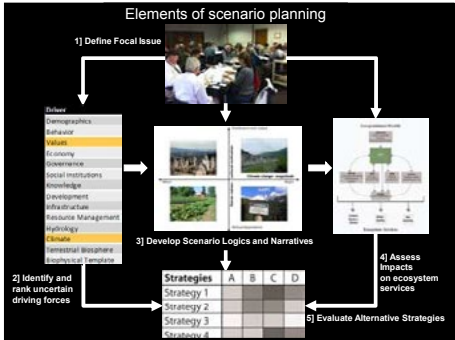 Elements of scenario planning
1] Define Focal Issue
Driver
Demographics
Behavior
Values
Economy
Governance
Social Institutions
Knowledge
Development
Infrastructure
Resource Management
Hydrology
Climate
Terrestrial Biosphere
Biophysical Template
2] Identify and
rank uncertain
driving forces
3] Develop Scenario Logics and Narratives
4] Assess
Impacts
on ecosystem
services
Strategies A B C D
Strategy 1
Strategy 2
Strategy 3
Strategy 4
5] Evaluate Alternative Strategies